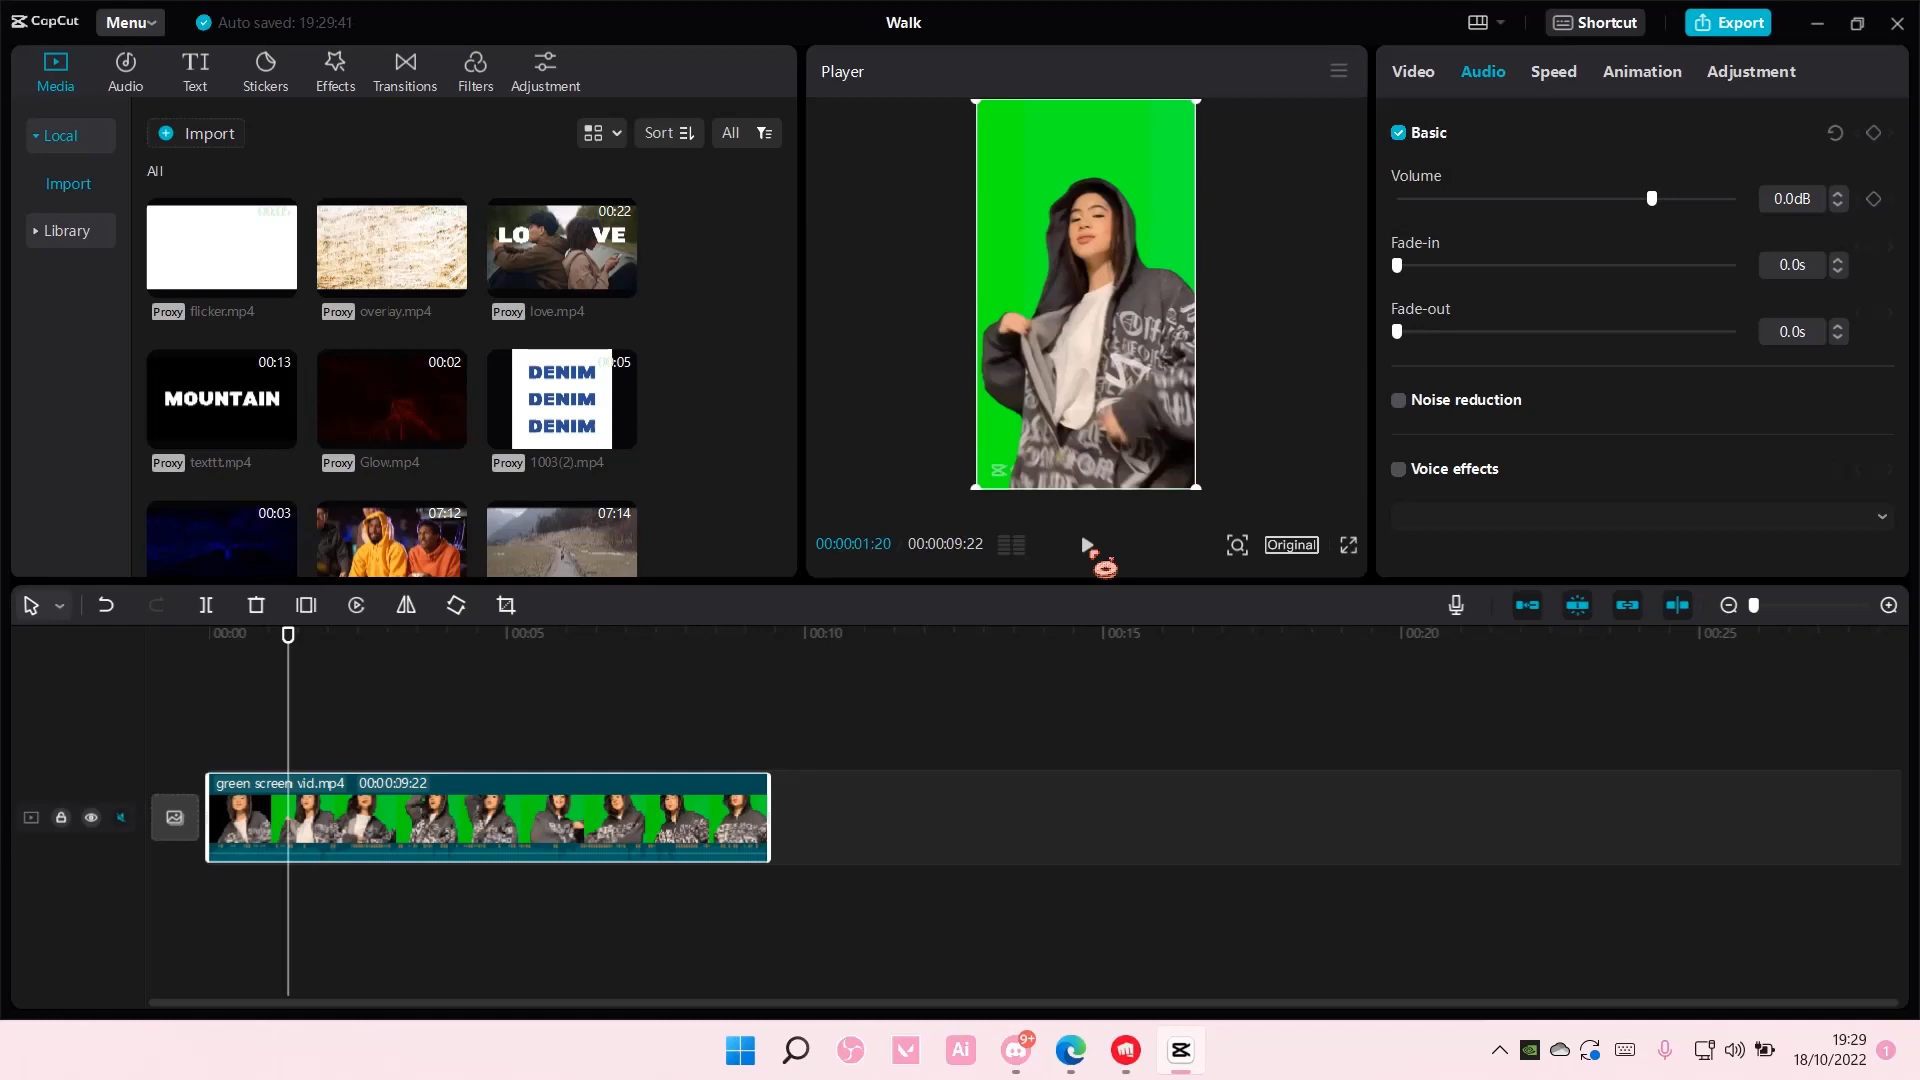 CapCut
Menu
Auto saved: 19:29:41
Walk
Shortcut
Export
Media
Audio
Text
Stickers
Effects
Transitions
Filters
Adjustment
Player
Video
Audio
Speed
Animation
Adjustment
Local
Import
Library
Import
Sort
All
All
Proxy flicker.mp4
Proxy overlay.mp4
00:22
LO VE
Proxy love.mp4
00:13
MOUNTAIN
Proxy texttt.mp4
00:02
Proxy Glow.mp4
:05
DENIM
DENIM
DENIM
Proxy 1003(2).mp4
00:03
07:12
07:14
00:00:01:20 / 00:00:09:22
Original
Basic
Volume
0.0dB
Fade-in
0.0s
Fade-out
0.0s
Noise reduction
Voice effects
00:00
00:05
00:10
00:15
00:20
00:25
green screen vid.mp4 00:00:09:22
Ai
9+
19:29
18/10/2022
1